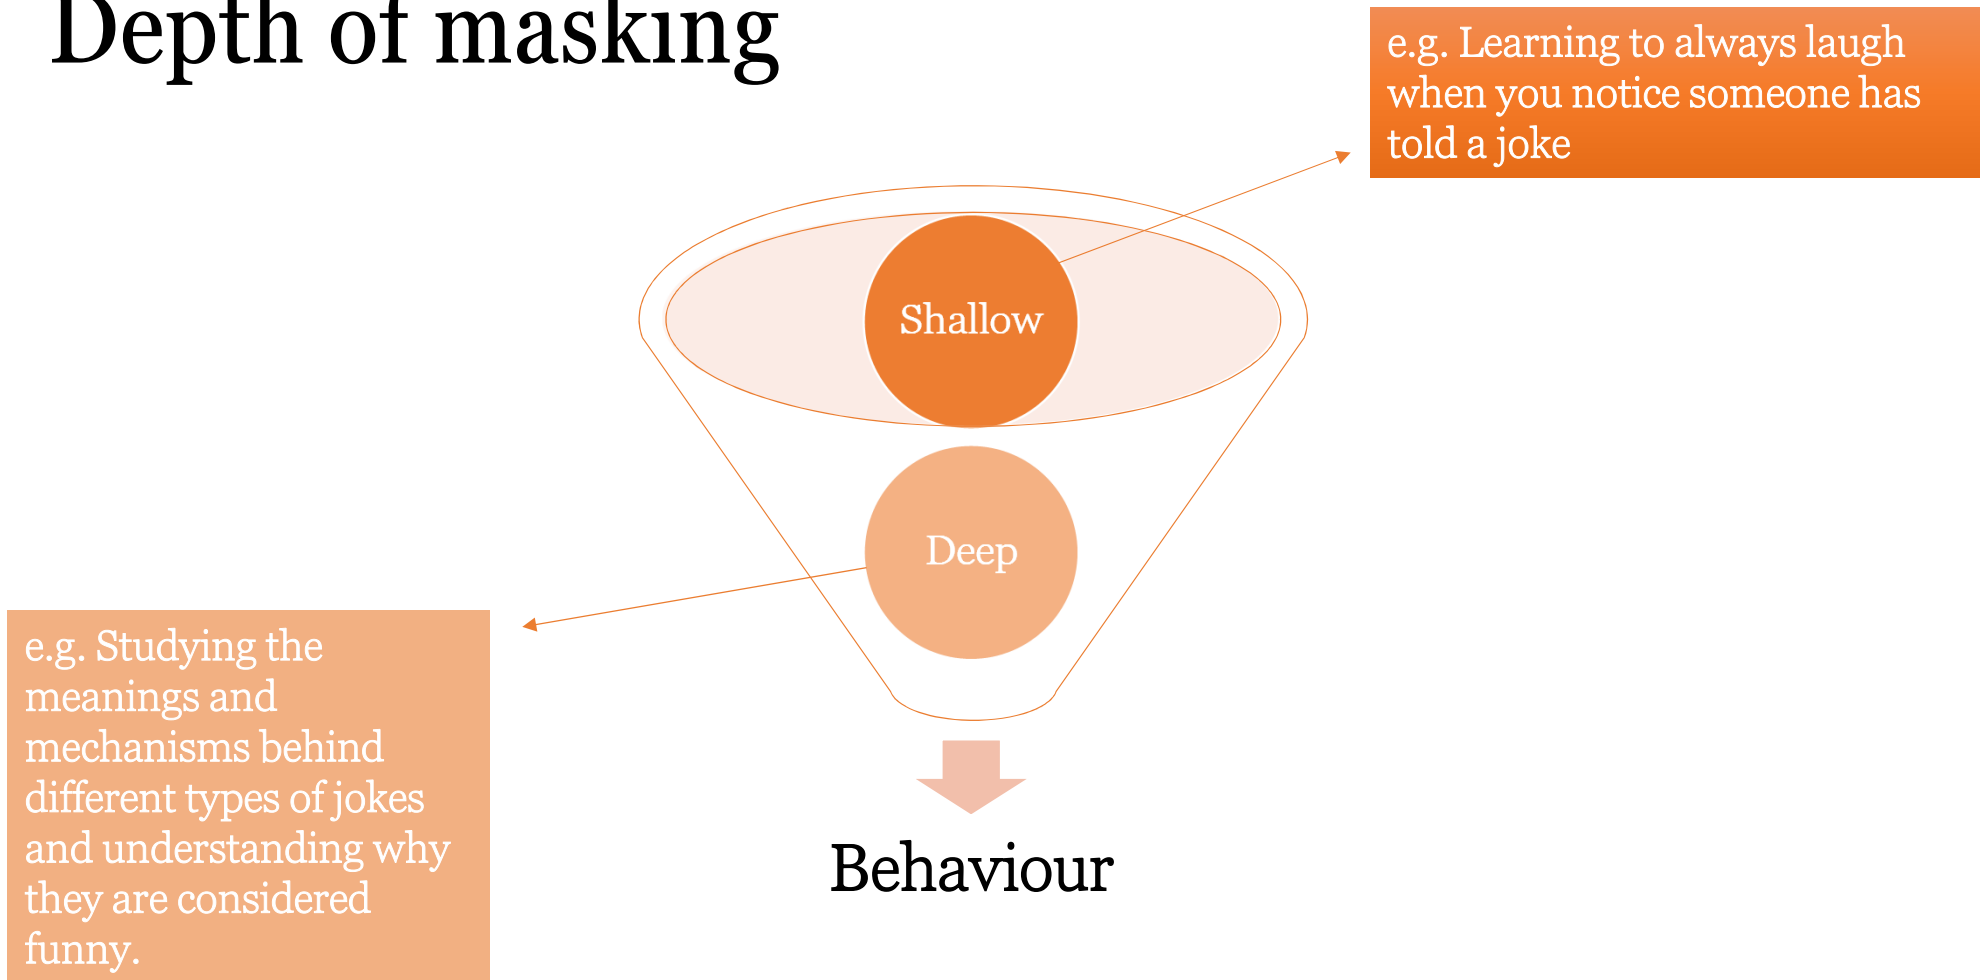 Depth of masking
e.g. Learning to always laugh
when you notice someone has
told a joke
Shallow
Deep
e.g. Studying the
meanings and
mechanisms behind
different types of jokes
and understanding why
they are considered
funny.
Behaviour